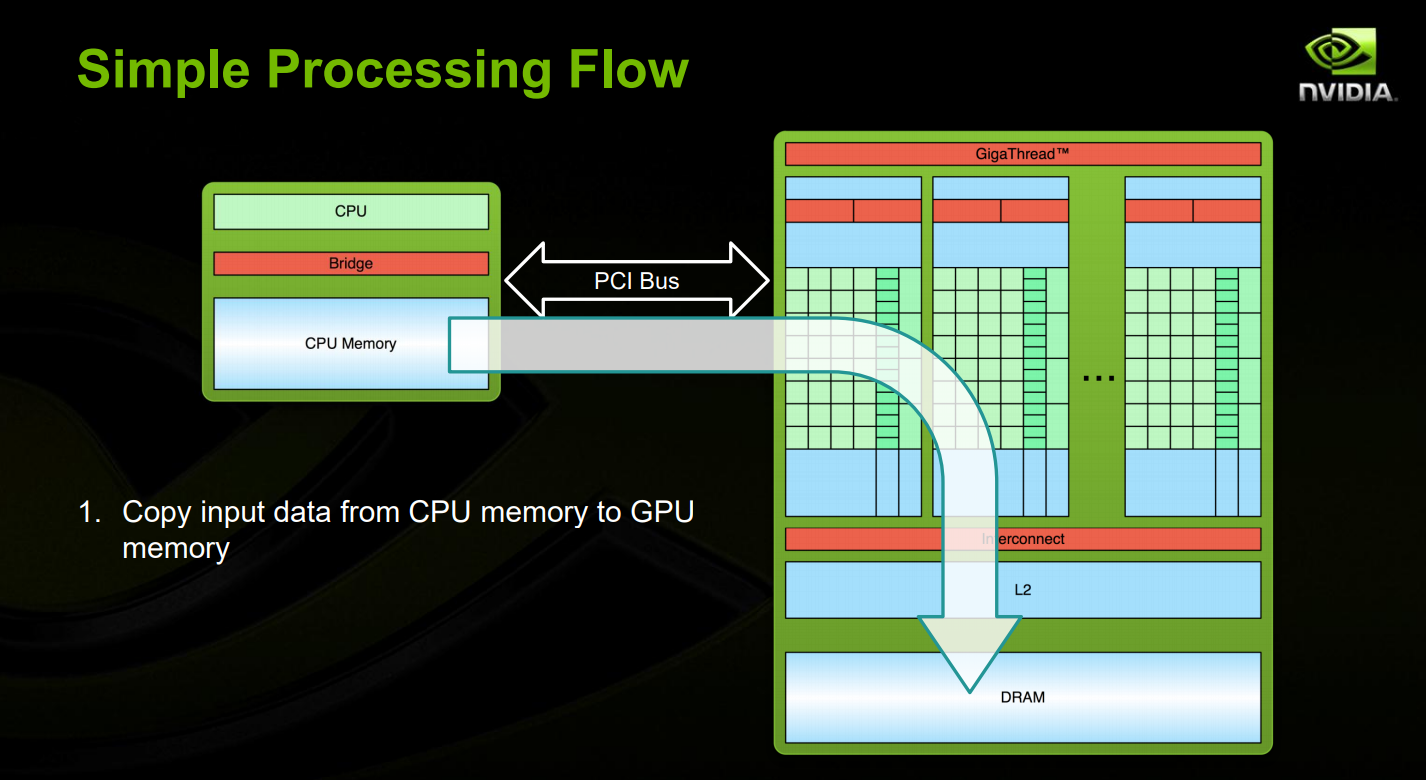 Simple Processing Flow
NVIDIA.
GigaThread™
CPU
Bridge
PCI Bus
CPU Memory
...
1. Copy input data from CPU memory to GPU
memory
Interconnect
L2
DRAM